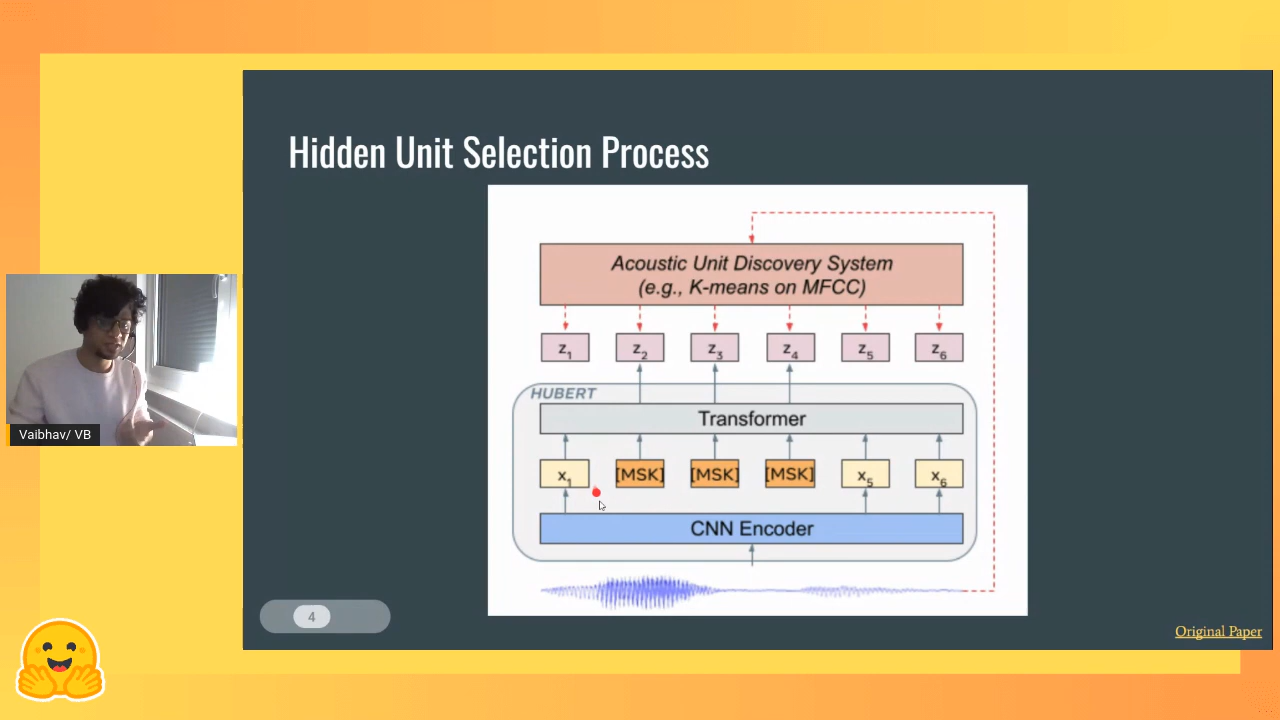 Hidden Unit Selection Process
Acoustic Unit Discovery System
(e.g., K-means on MFCC)
z1 z2 z3 z4 z5 z6
HUBERT
Transformer
x1 [MSK] [MSK] [MSK] x5 x6
CNN Encoder
Vaibhav/ VB
4
Original Paper